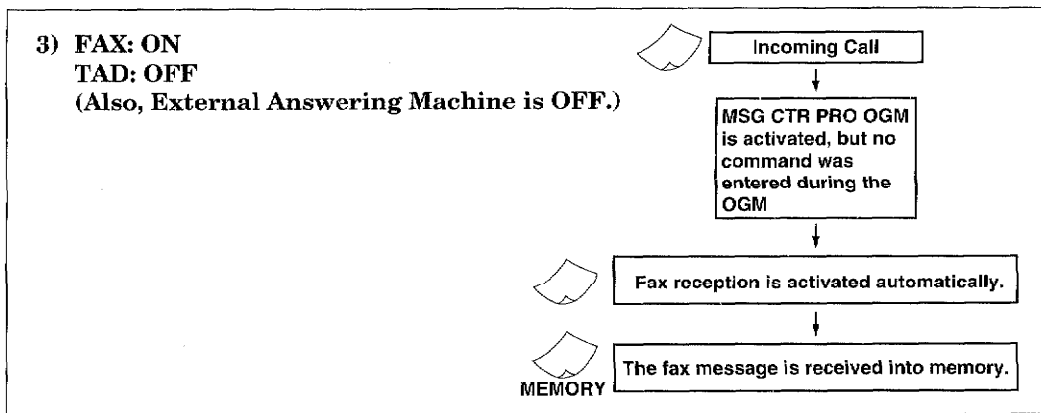 3) FAX: ON
TAD: OFF
(Also, External Answering Machine is OFF.)
Incoming Call
MSG CTR PRO OGM
is activated, but no
command was
entered during the
OGM
Fax reception is activated automatically.
The fax message is received into memory.
MEMORY